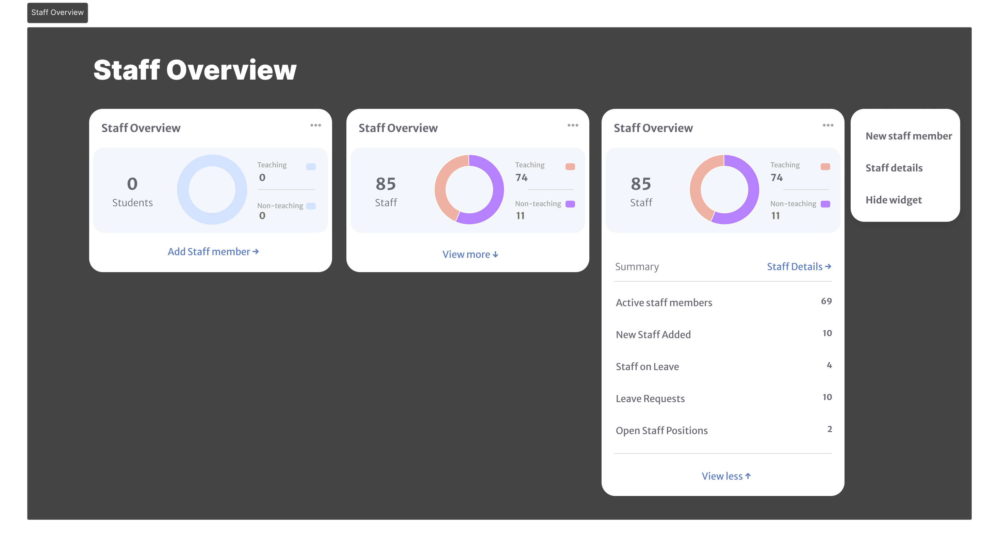 Staff Overview
Staff Overview
Staff Overview
0
Students
Teaching
0
Non-teaching
0
Add Staff member →
Staff Overview
85
Staff
Teaching
74
Non-teaching
11
View more ↓
Staff Overview
85
Staff
Teaching
74
Non-teaching
11
Summary Staff Details →
Active staff members 69
New Staff Added 10
Staff on Leave 4
Leave Requests 10
Open Staff Positions 2
View less ↑
New staff member
Staff details
Hide widget